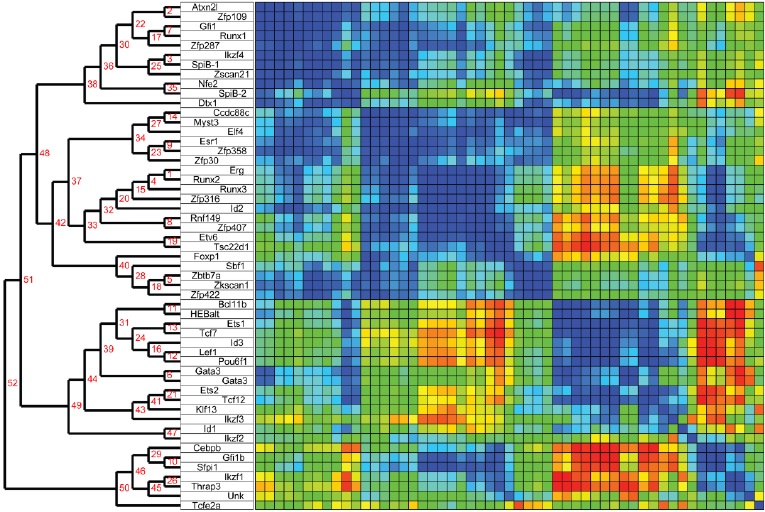 Atxn2l
2
Zfp109
22
Gfi1
7
30
17
Runx1
Zfp287
36
Ikzf4
3
SpiB-1
25
Zscan21
38
Nfe2
35
SpiB-2
Dtx1
Ccdc88c
14
27
Myst3
34
Elf4
48
Esr1
9
23
Zfp358
Zfp30
Erg
1
37
Runx2
4
15
Runx3
20
Zfp316
32
Id2
42
33
Rnf149
8
Zfp407
Etv6
19
Tsc22d1
Foxp1
40
Sbf1
51
28
Zbtb7a
5
18
Zkscan1
Zfp422
Bcl11b
11
HEBalt
31
Ets1
13
24
Tcf7
Id3
39
16
Lef1
12
Pou6f1
Gata3
6
44
Gata3
52
Ets2
21
41
Tcf12
49
43
Klf13
Ikzf3
Id1
47
Ikzf2
Cebpb
29
Gfi1b
10
46
Sfpi1
Ikzf1
26
50
45
Thrap3
Unk
Tcfe2a